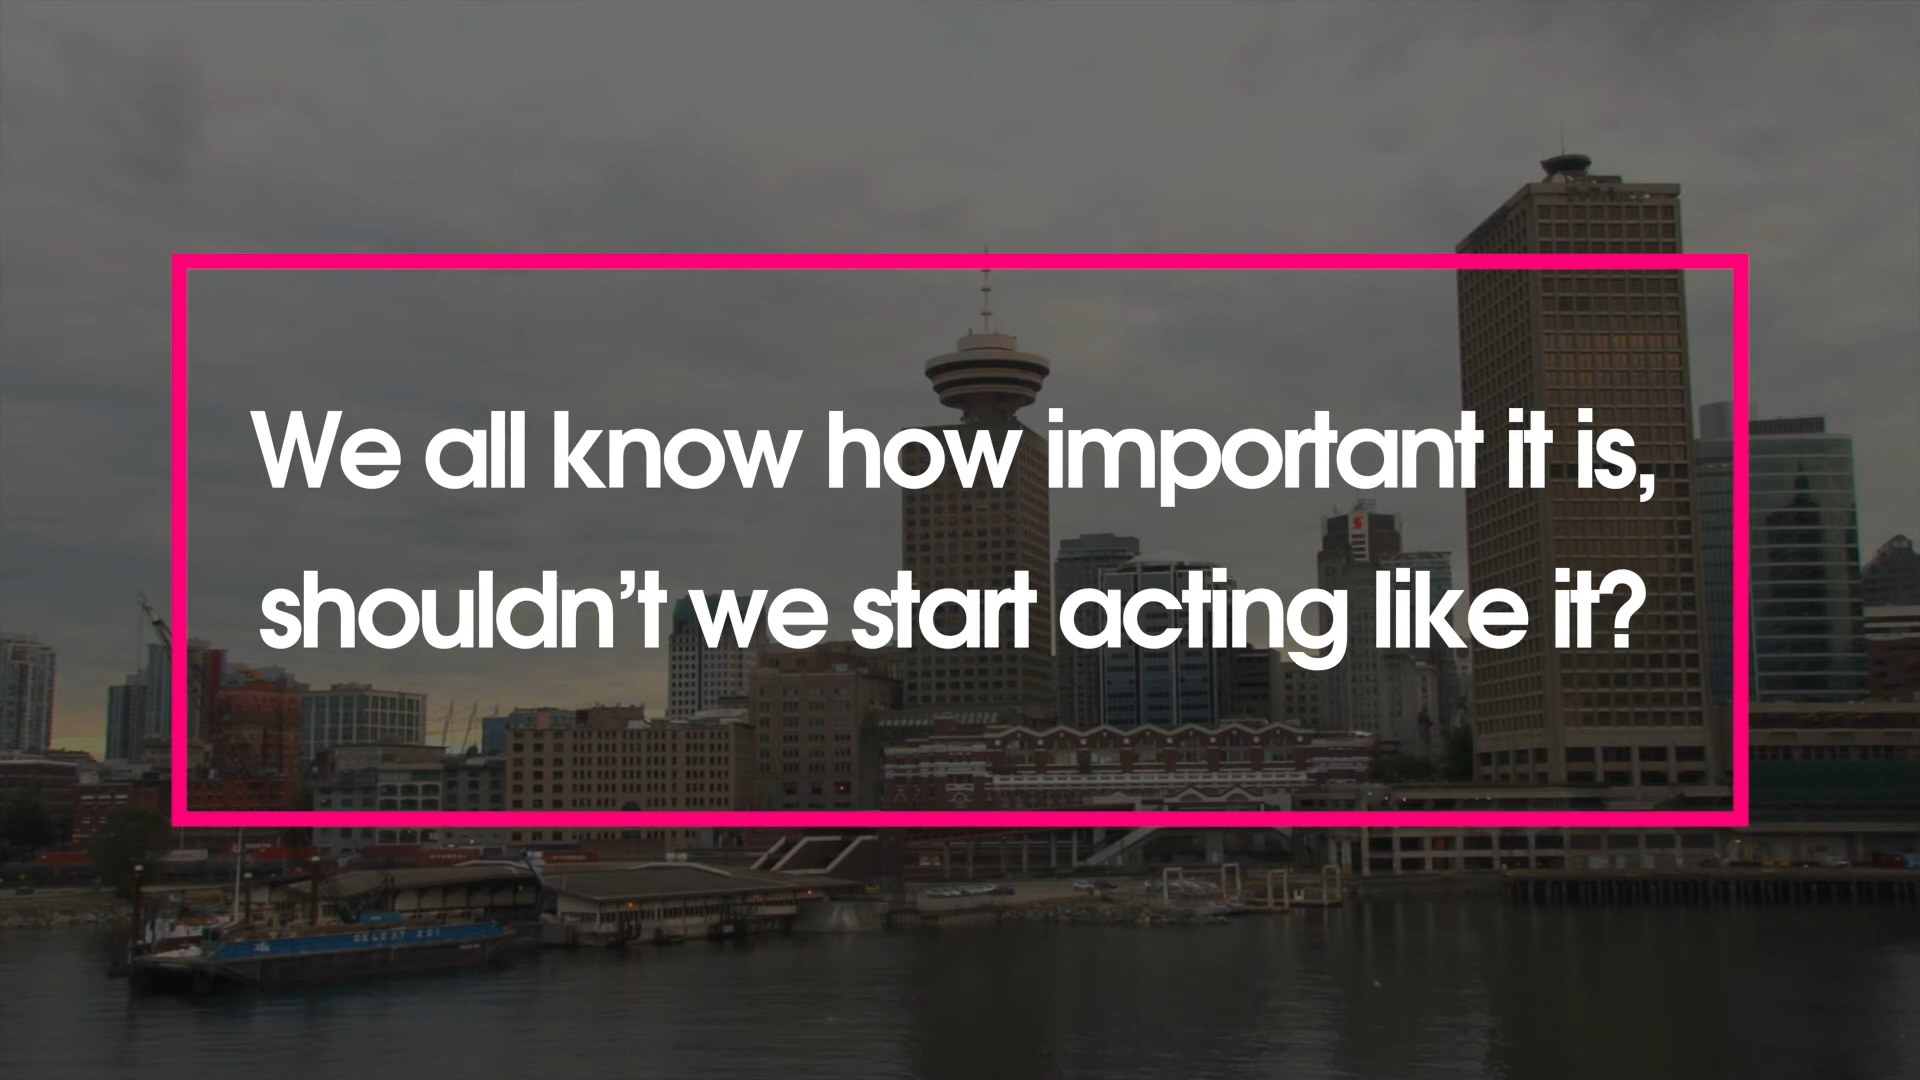 We all know how important it is,
shouldn’t we start acting like it?